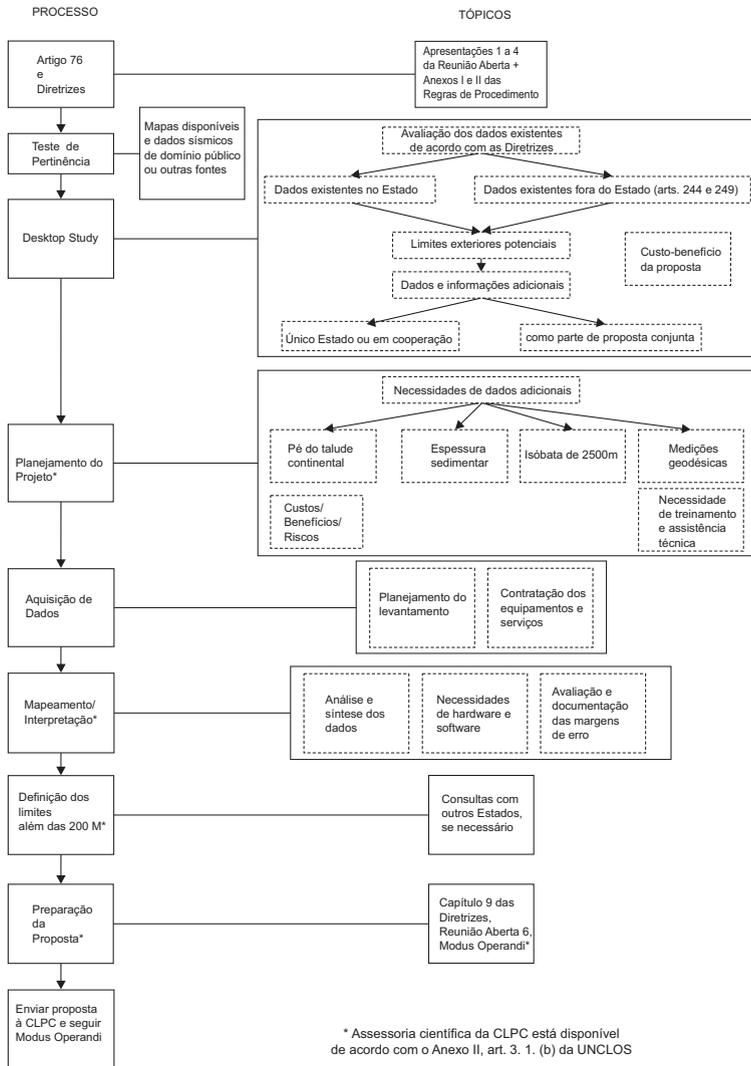 PROCESSO
TÓPICOS
Artigo 76
e
Diretrizes
Apresentações 1 a 4
da Reunião Aberta +
Anexos I e II das
Regras de Procedimento
Teste de
Pertinência
Mapas disponíveis
e dados sísmicos
de domínio público
ou outras fontes
Desktop Study
Avaliação dos dados existentes
de acordo com as Diretrizes
Dados existentes no Estado
Dados existentes fora do Estado (arts. 244 e 249)
Limites exteriores potenciais
Custo-benefício
da proposta
Dados e informações adicionais
Único Estado ou em cooperação
como parte de proposta conjunta
Planejamento do
Projeto*
Necessidades de dados adicionais
Pé do talude
continental
Espessura
sedimentar
Isóbata de 2500m
Medições
geodésicas
Custos/
Benefícios/
Riscos
Necessidade
de treinamento
e assistência
técnica
Aquisição de
Dados
Planejamento do
levantamento
Contratação dos
equipamentos e
serviços
Mapeamento/
Interpretação*
Análise e
síntese dos
dados
Necessidades
de hardware e
software
Avaliação e
documentação
das margens
de erro
Definição dos
limites
além das 200 M*
Consultas com
outros Estados,
se necessário
Preparação
da
Proposta*
Capítulo 9 das
Diretrizes,
Reunião Aberta 6,
Modus Operandi*
Enviar proposta
à CLPC e seguir
Modus Operandi
* Assessoria científica da CLPC está disponível
de acordo com o Anexo II, art. 3. 1. (b) da UNCLOS